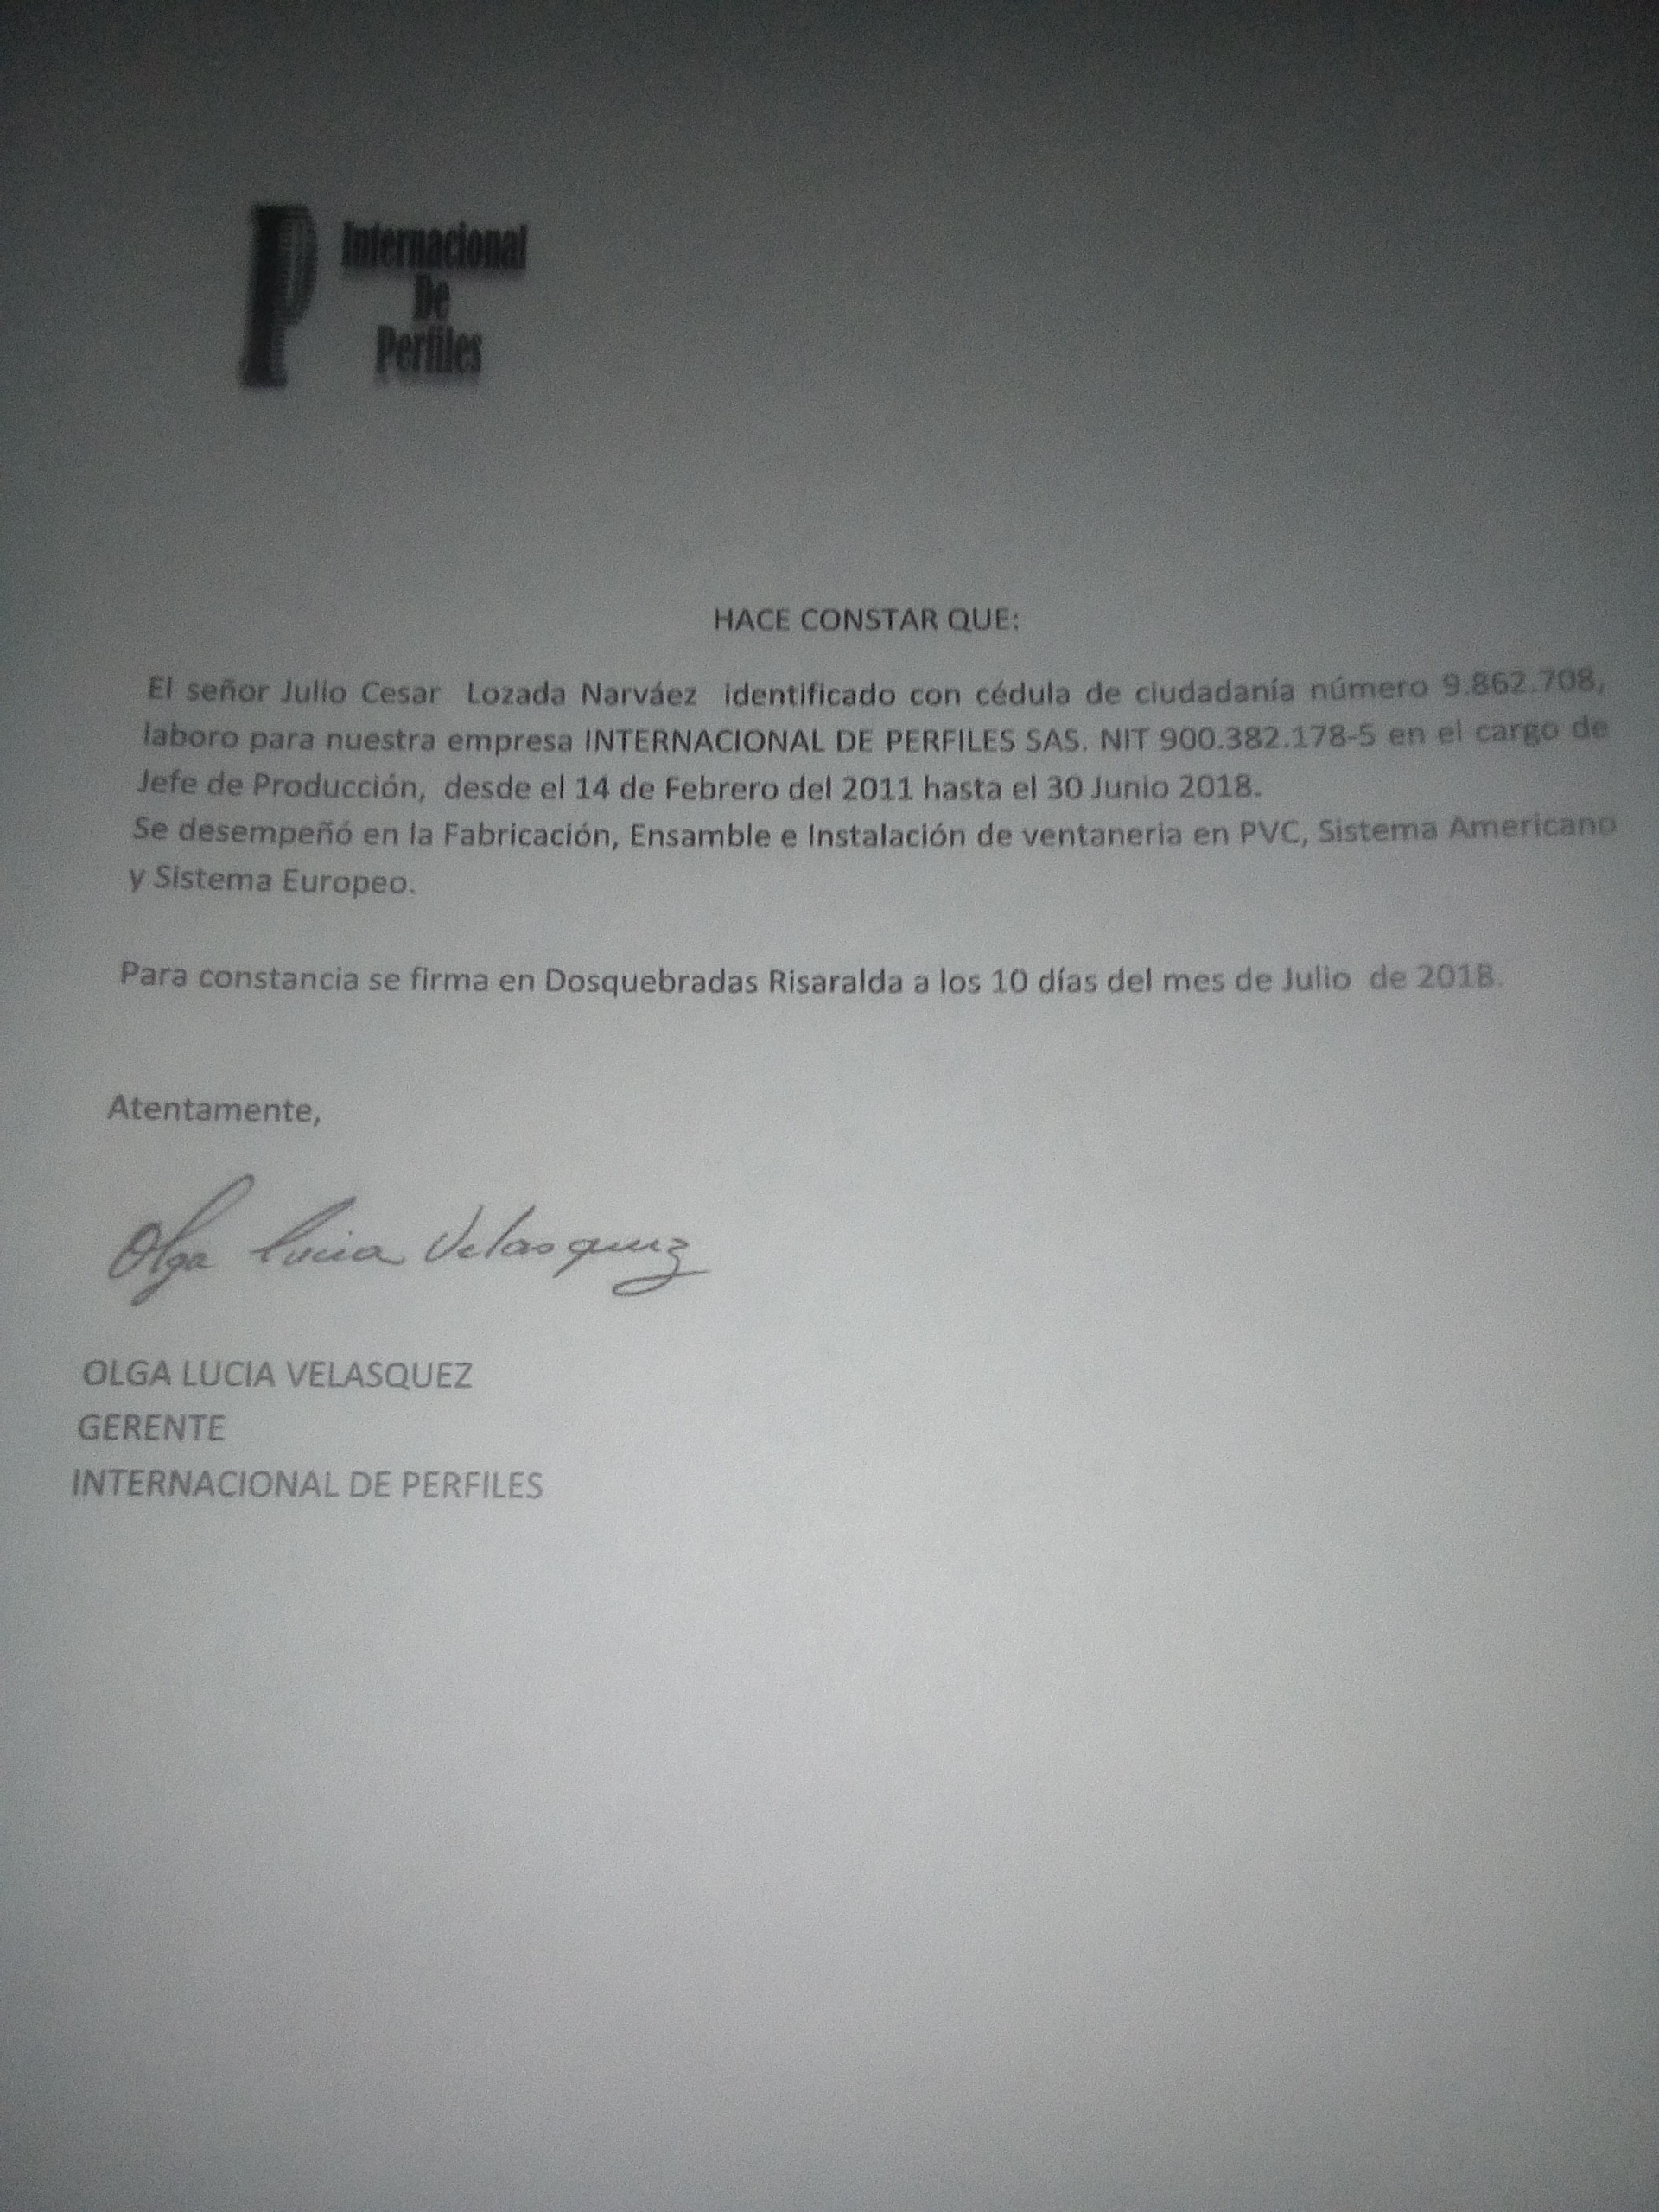 P
Internacional
De
Perfiles
HACE CONSTAR QUE:
El señor Julio Cesar Lozada Narváez identificado con cédula de ciudadanía número 9.862.708,
laboro para nuestra empresa INTERNACIONAL DE PERFILES SAS. NIT 900.382.178-5 en el cargo de
Jefe de Producción, desde el 14 de Febrero del 2011 hasta el 30 Junio 2018.
Se desempeñó en la Fabricación, Ensamble e Instalación de ventaneria en PVC, Sistema Americano
y Sistema Europeo.
Para constancia se firma en Dosquebradas Risaralda a los 10 días del mes de Julio de 2018.
Atentamente,
Olga Lucia Velasquez
OLGA LUCIA VELASQUEZ
GERENTE
INTERNACIONAL DE PERFILES